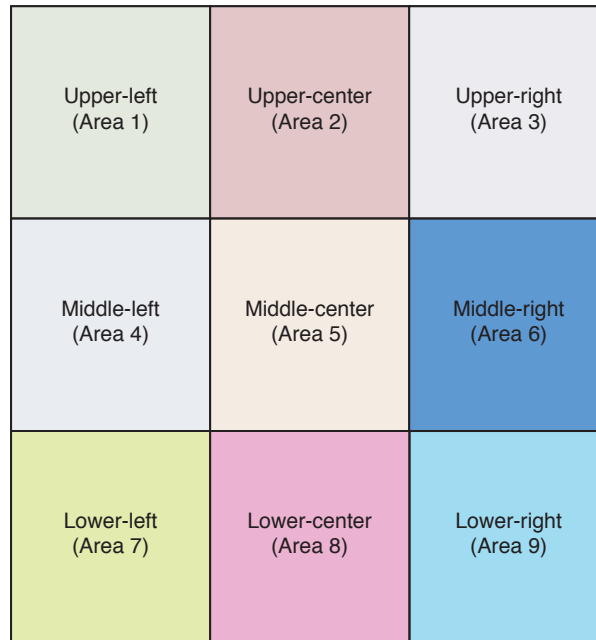 Upper-left
(Area 1)
Upper-center
(Area 2)
Upper-right
(Area 3)
Middle-left
(Area 4)
Middle-center
(Area 5)
Middle-right
(Area 6)
Lower-left
(Area 7)
Lower-center
(Area 8)
Lower-right
(Area 9)